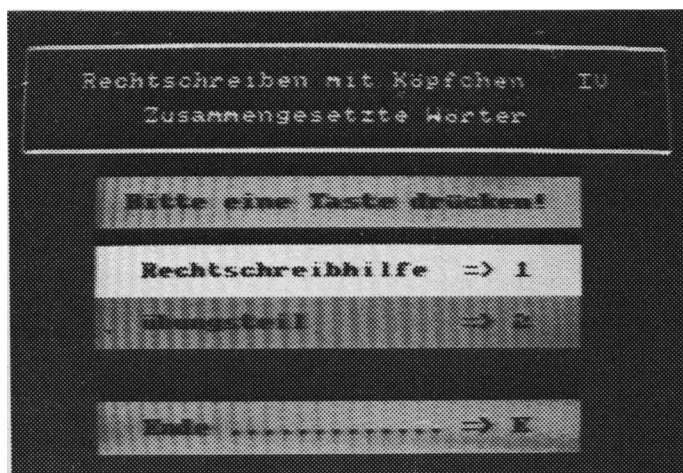 Rechtschreiben mit Köpfchen IV
Zusammengesetzte Wörter
Bitte eine Taste drücken!
Rechtschreibhilfe => 1
übungsteil => 2
Ende ............. => E